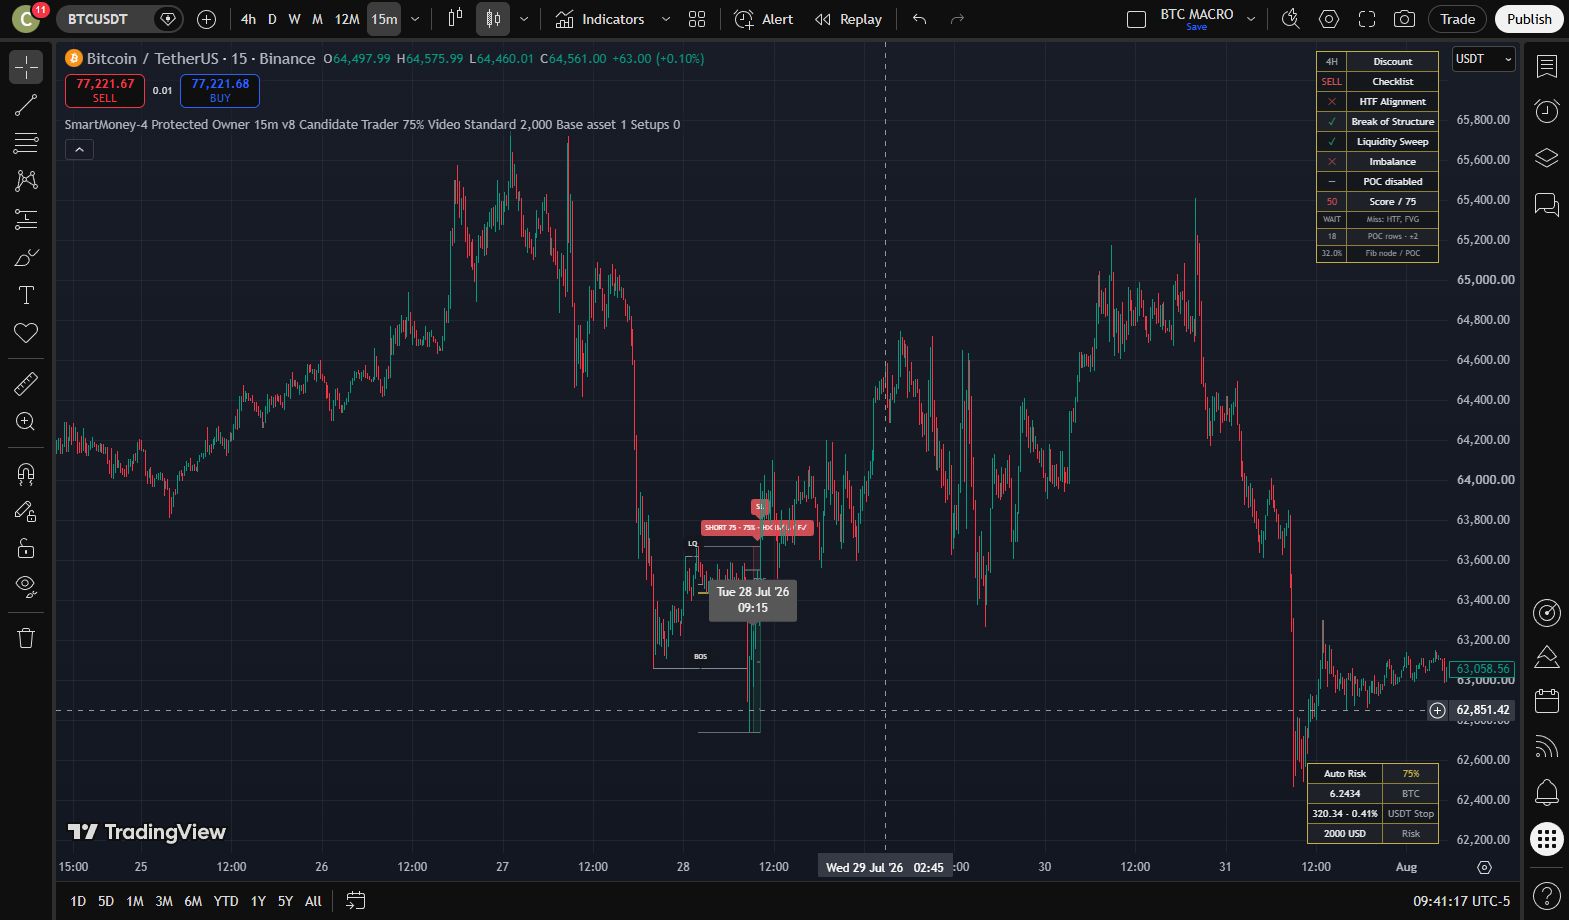 C 11 BTCUSDT 4h D W M 12M 15m Indicators Alert Replay BTC MACRO Save Trade Publish
Bitcoin / TetherUS · 15 · Binance O64,497.99 H64,575.99 L64,460.01 C64,561.00 +63.00 (+0.10%)
77,221.67 SELL
0.01
77,221.68 BUY
SmartMoney-4 Protected Owner 15m v8 Candidate Trader 75% Video Standard 2,000 Base asset 1 Setups 0
4H Discount
SELL Checklist
× HTF Alignment
✓ Break of Structure
✓ Liquidity Sweep
× Imbalance
— POC disabled
50 Score / 75
WAIT Miss: HTF, FVG
18 POC rows - ±2
32.0% Fib node / POC
USDT
65,800.00
65,600.00
65,400.00
65,200.00
65,000.00
64,800.00
64,600.00
64,400.00
64,200.00
64,000.00
63,800.00
63,600.00
63,400.00
63,200.00
63,058.56
63,000.00
62,851.42
62,800.00
62,600.00
62,400.00
62,200.00
SHORT 75 - 75% -
LQ
Tue 28 Jul '26
09:15
BOS
Auto Risk 75%
6.2434 BTC
320.34 - 0.41% USDT Stop
2000 USD Risk
TradingView
15:00 25 12:00 26 12:00 27 12:00 28 12:00 Wed 29 Jul '26 02:45 :00 30 12:00 31 12:00 Aug
1D 5D 1M 3M 6M YTD 1Y 5Y All
09:41:17 UTC-5